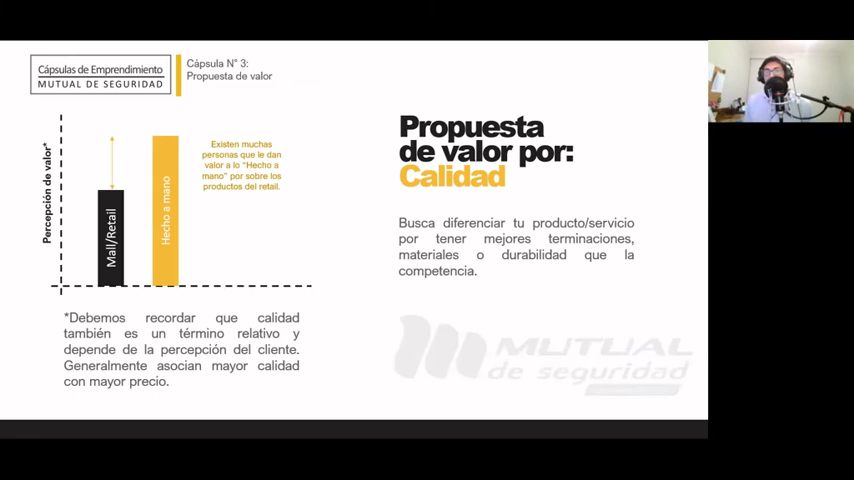 Cápsulas de Emprendimiento
MUTUAL DE SEGURIDAD
Cápsula N° 3:
Propuesta de valor
Percepción de valor*
Mall/Retail
Hecho a mano
Existen muchas
personas que le dan
valor a lo "Hecho a
mano" por sobre los
productos del retail.
*Debemos recordar que calidad
también es un término relativo y
depende de la percepción del cliente.
Generalmente asocian mayor calidad
con mayor precio.
Propuesta
de valor por:
Calidad
Busca diferenciar tu producto/servicio
por tener mejores terminaciones,
materiales o durabilidad que la
competencia.
MUTUAL
de seguridad